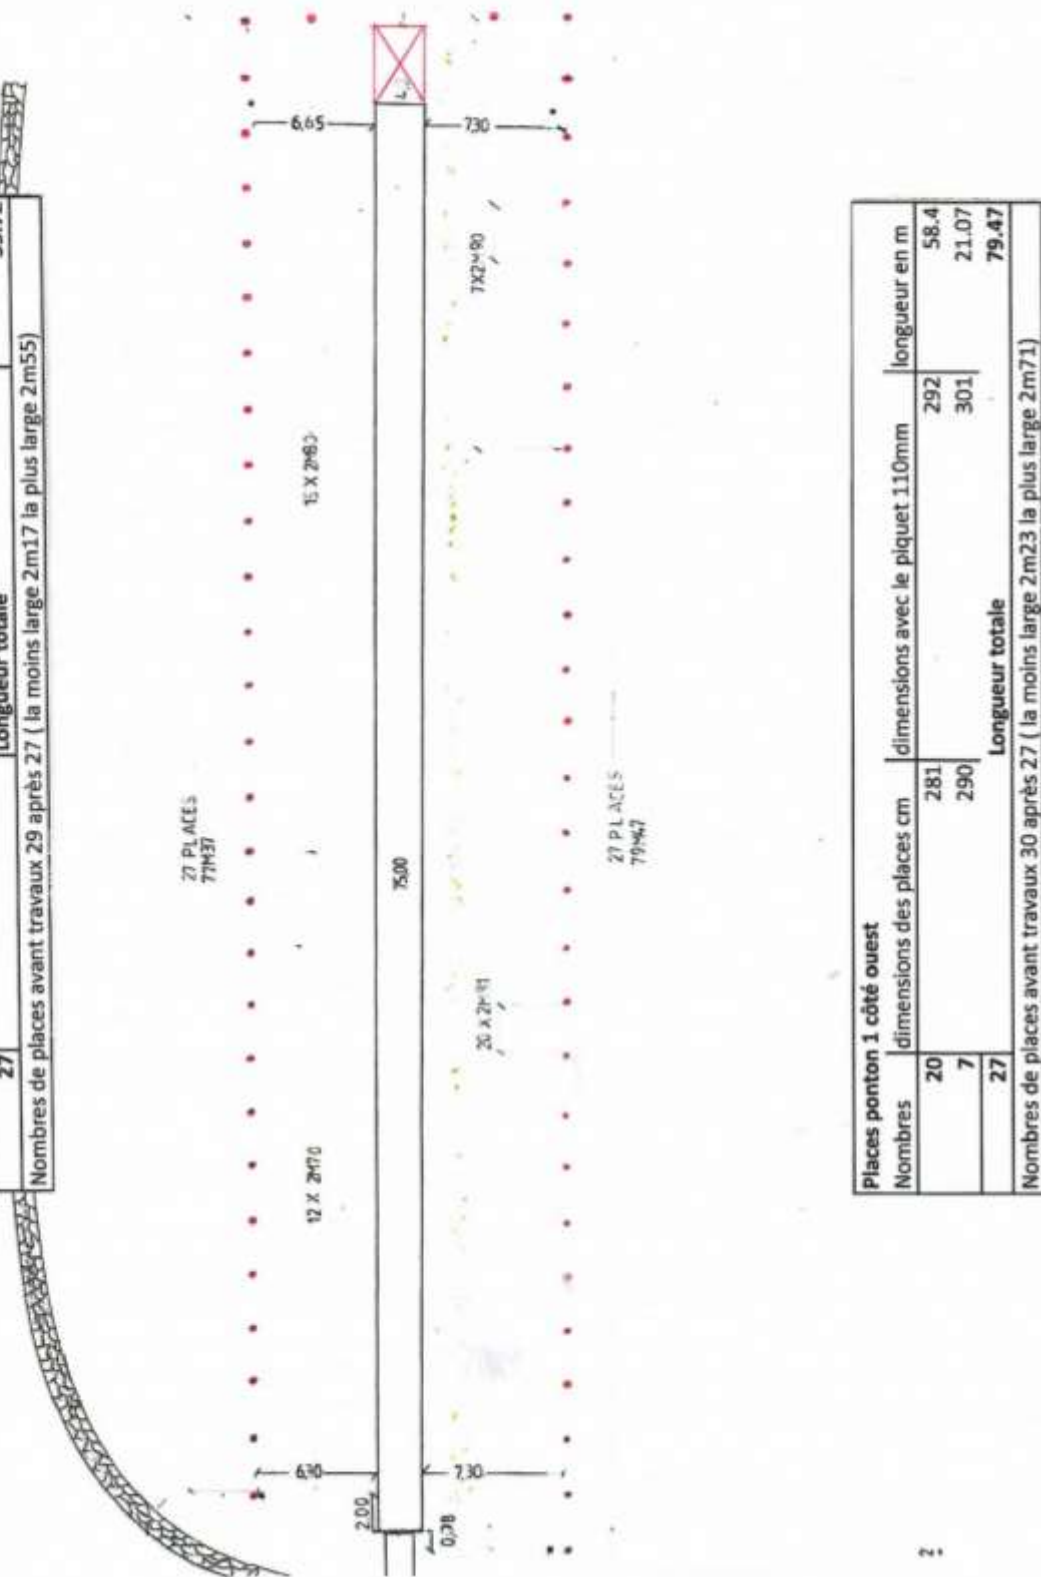 27
Longueur totale
Nombres de places avant travaux 29 après 27 ( la moins large 2m17 la plus large 2m55)
6,65
730
7X2M90
15 X 2M80
27 PLACES
77M37
75,00
27 PLACES
79M47
20 X 2M81
12 X 2M70
6,30
7,30
2.00
0,78
Places ponton 1 côté ouest
Nombres dimensions des places cm dimensions avec le piquet 110mm longueur en m
20 281 292 58.4
7 290 301 21.07
27 Longueur totale 79.47
Nombres de places avant travaux 30 après 27 ( la moins large 2m23 la plus large 2m71)